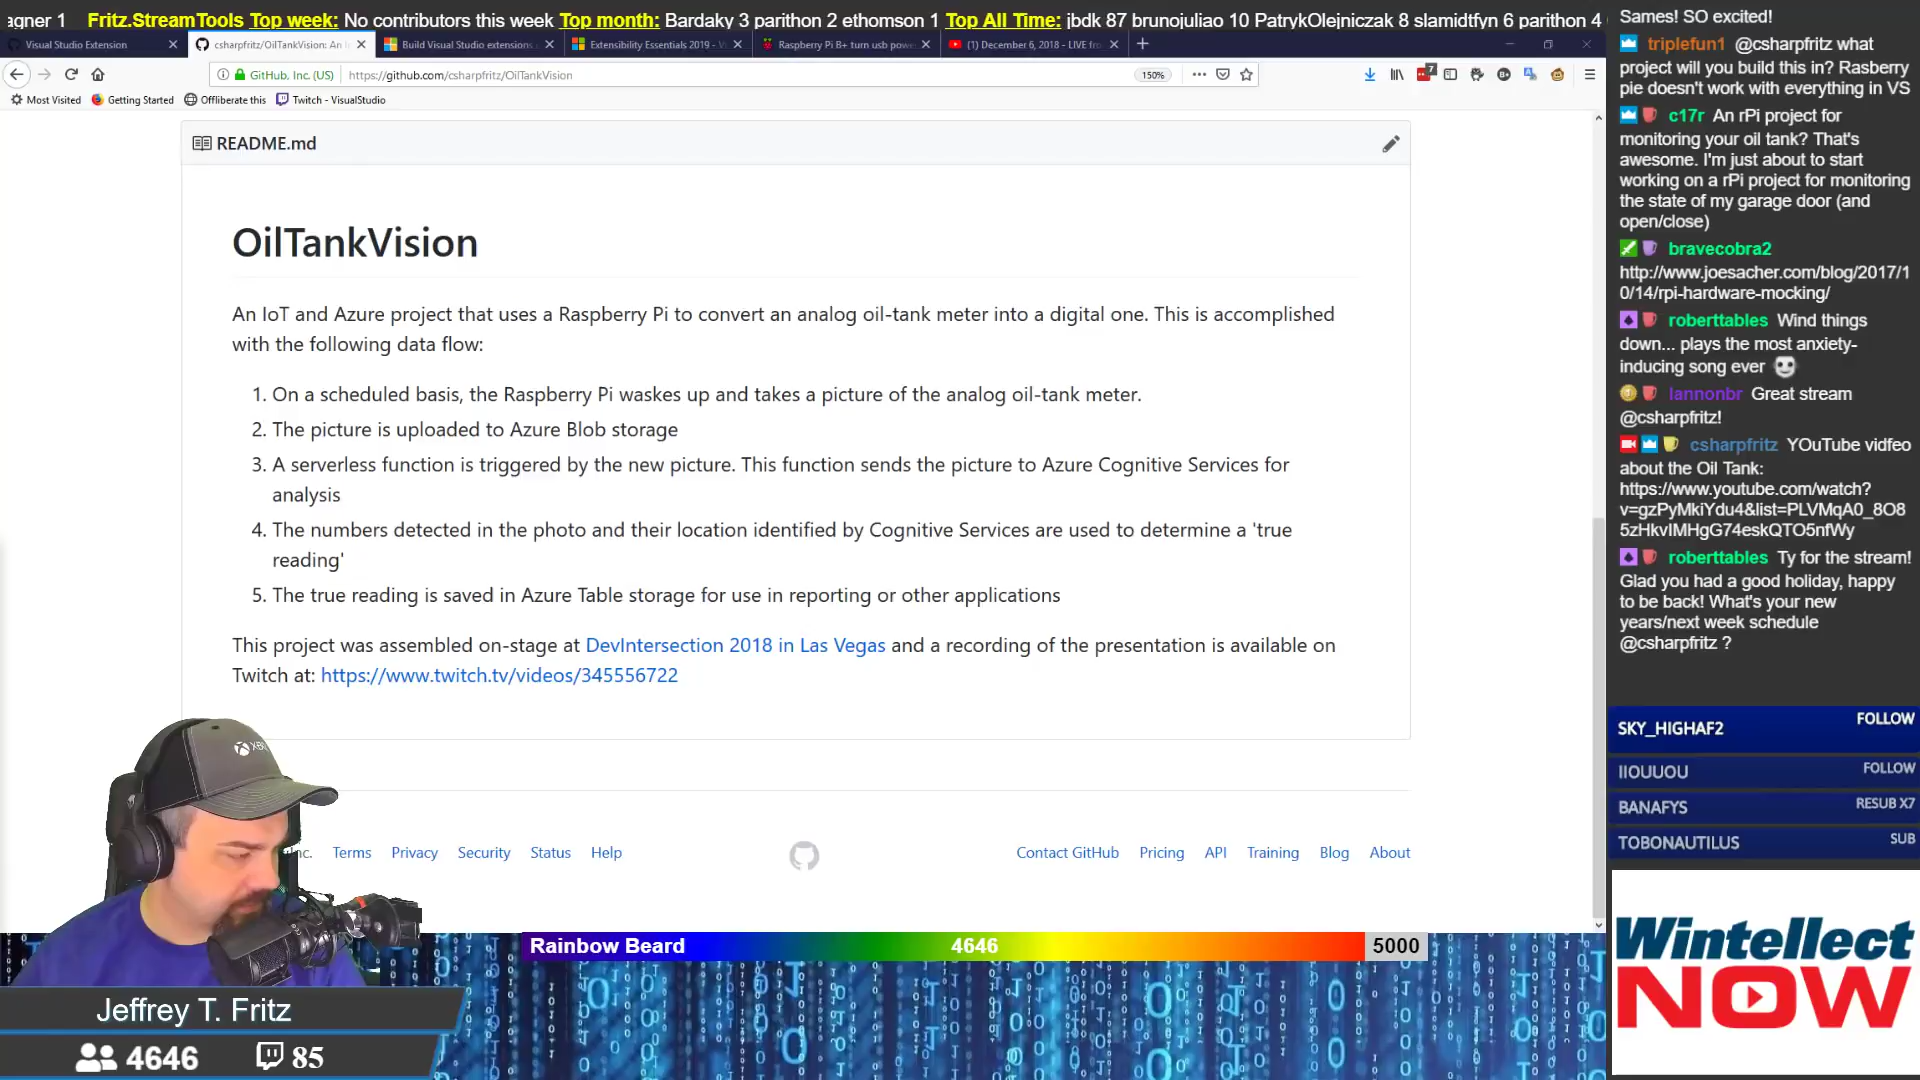 agner 1 Fritz.StreamTools Top week: No contributors this week Top month: Bardaky 3 parithon 2 ethomson 1 Top All Time: jbdk 87 brunojuliao 10 PatrykOlejniczak 8 slamidtfyn 6 parithon 4
Visual Studio Extension
csharpfritz/OilTankVision: An I
Build Visual Studio extensions
Extensibility Essentials 2019 - V
Raspberry Pi B+ turn usb powe
(1) December 6, 2018 - LIVE fro
GitHub, Inc. (US)
https://github.com/csharpfritz/OilTankVision
150%
7
Most Visited
Getting Started
Offliberate this
Twitch - VisualStudio
README.md
OilTankVision
An IoT and Azure project that uses a Raspberry Pi to convert an analog oil-tank meter into a digital one. This is accomplished
with the following data flow:
1. On a scheduled basis, the Raspberry Pi waskes up and takes a picture of the analog oil-tank meter.
2. The picture is uploaded to Azure Blob storage
3. A serverless function is triggered by the new picture. This function sends the picture to Azure Cognitive Services for
analysis
4. The numbers detected in the photo and their location identified by Cognitive Services are used to determine a 'true
reading'
5. The true reading is saved in Azure Table storage for use in reporting or other applications
This project was assembled on-stage at DevIntersection 2018 in Las Vegas and a recording of the presentation is available on
Twitch at: https://www.twitch.tv/videos/345556722
XB
nc.
Terms
Privacy
Security
Status
Help
Contact GitHub
Pricing
API
Training
Blog
About
Rainbow Beard
4646
5000
Jeffrey T. Fritz
4646
85
Sames! SO excited!
triplefun1 @csharpfritz what
project will you build this in? Rasberry
pie doesn't work with everything in VS
c17r An rPi project for
monitoring your oil tank? That's
awesome. I'm just about to start
working on a rPi project for monitoring
the state of my garage door (and
open/close)
bravecobra2
http://www.joesacher.com/blog/2017/1
0/14/rpi-hardware-mocking/
roberttables Wind things
down... plays the most anxiety-
inducing song ever
lannonbr Great stream
@csharpfritz!
csharpfritz YOuTube vidfeo
about the Oil Tank:
https://www.youtube.com/watch?
v=gzPyMkiYdu4&list=PLVMqA0_8O8
5zHkvIMHgG74eskQTO5nfWy
roberttables Ty for the stream!
Glad you had a good holiday, happy
to be back! What's your new
years/next week schedule
@csharpfritz ?
SKY_HIGHAF2 FOLLOW
IIOUUOU FOLLOW
BANAFYS RESUB X7
TOBONAUTILUS SUB
Wintellect
NOW